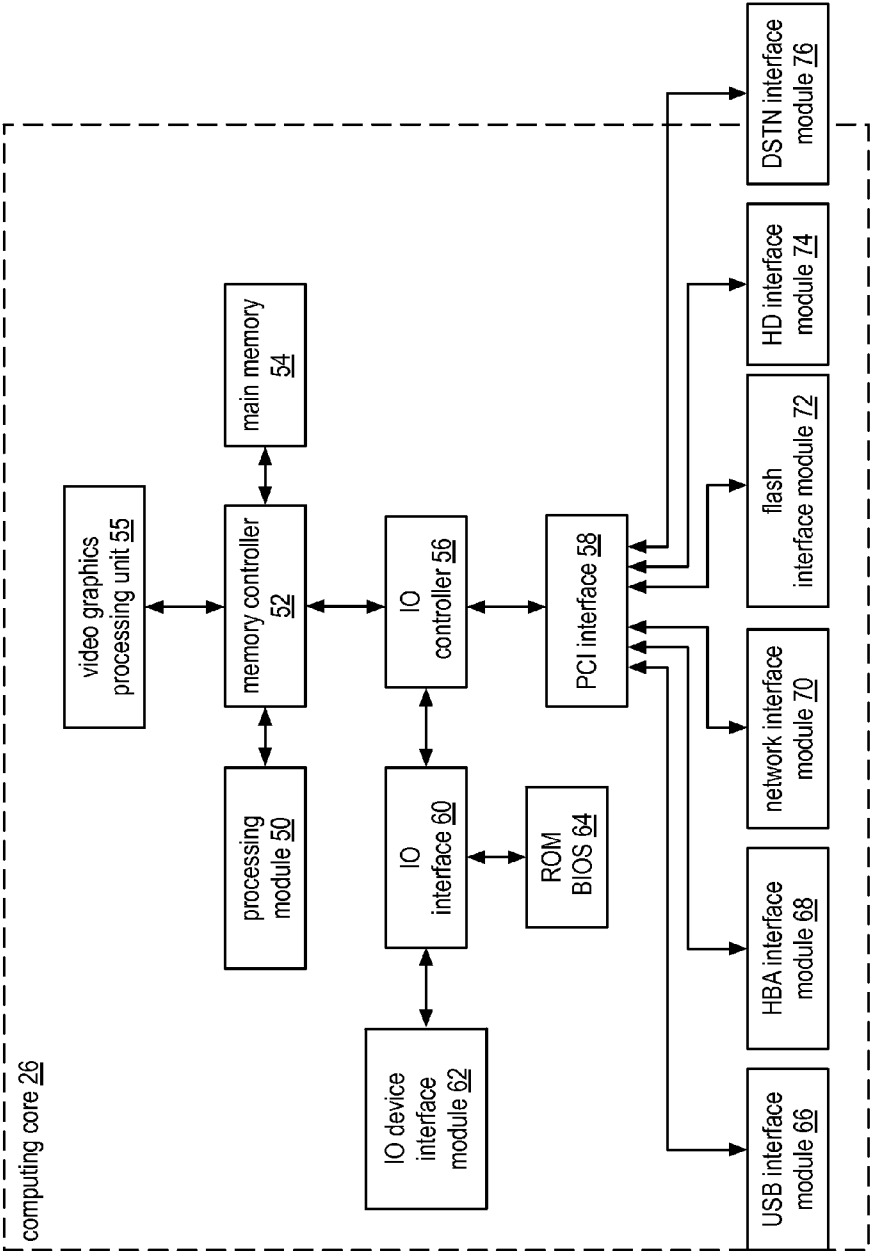 computing core 26
video graphics
processing unit 55
processing
module 50
memory controller
52
main memory
54
IO device
interface
module 62
IO
interface 60
IO
controller 56
ROM
BIOS 64
PCI interface 58
USB interface
module 66
HBA interface
module 68
network interface
module 70
flash
interface module 72
HD interface
module 74
DSTN interface
module 76